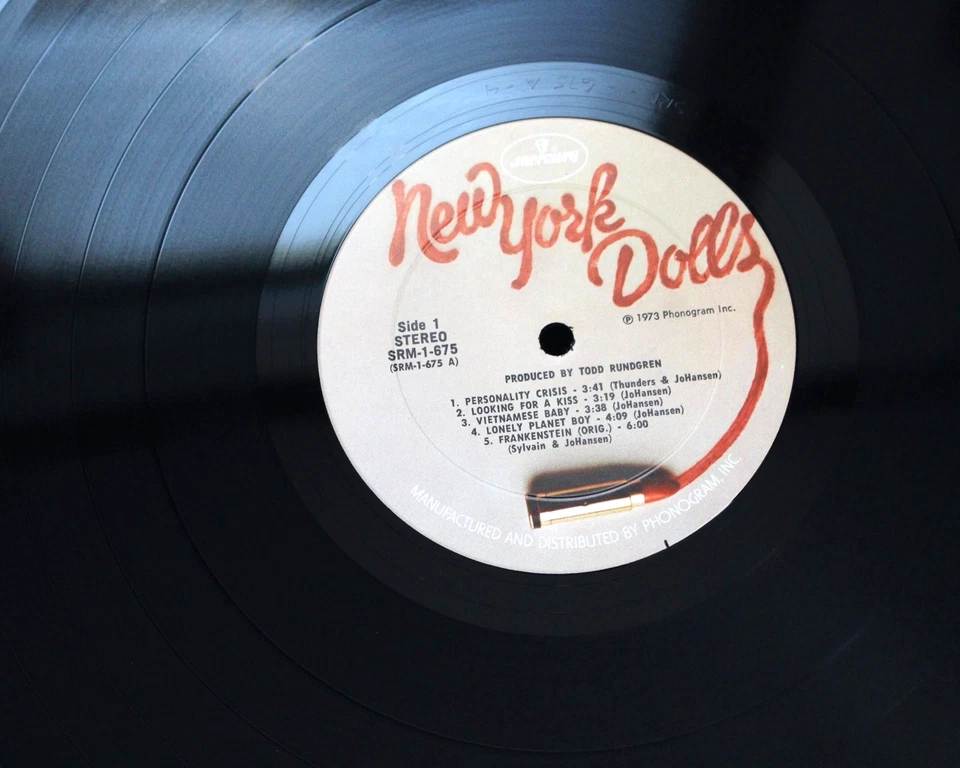 mercury
New York
Dolls
℗ 1973 Phonogram Inc.
Side 1
STEREO
SRM-1-675
(SRM-1-675 A)
PRODUCED BY TODD RUNDGREN
1. PERSONALITY CRISIS - 3:41 (Thunders & JoHansen)
2. LOOKING FOR A KISS - 3:19 (JoHansen)
3. VIETNAMESE BABY - 3:38 (JoHansen)
4. LONELY PLANET BOY - 4:09 (JoHansen)
5. FRANKENSTEIN (ORIG.) - 6:00
(Sylvain & JoHansen)
MANUFACTURED AND DISTRIBUTED BY PHONOGRAM, INC